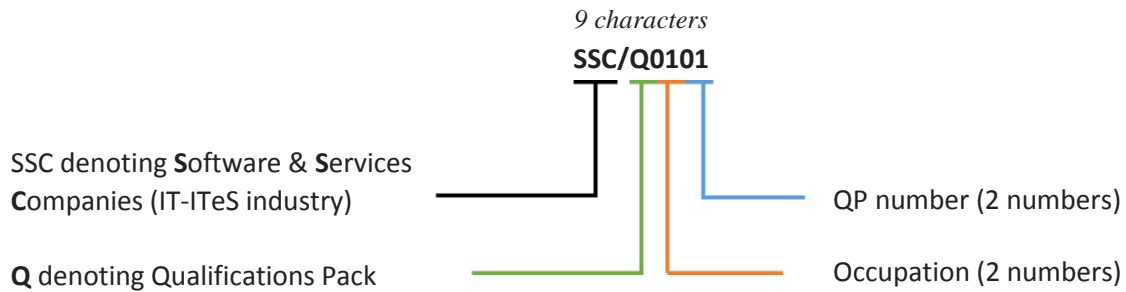 9 characters
SSC/Q0101
SSC denoting Software & Services
Companies (IT-ITeS industry)
QP number (2 numbers)
Q denoting Qualifications Pack
Occupation (2 numbers)